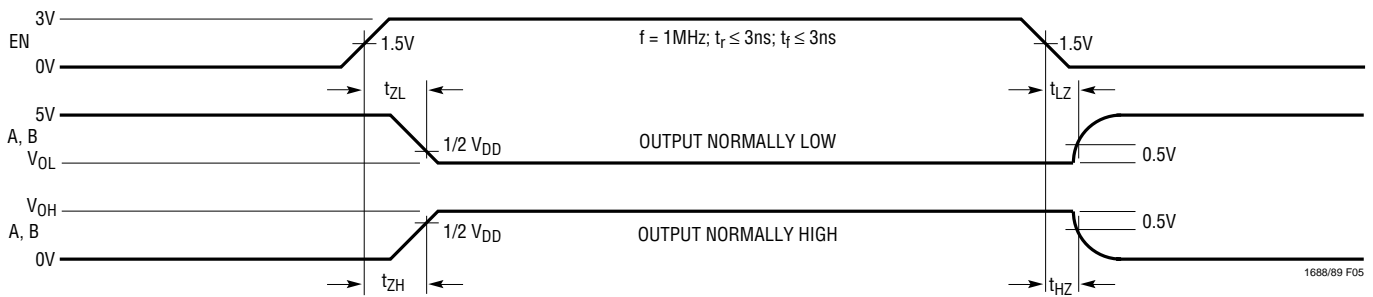 3V
EN
1.5V
f = 1MHz; tr ≤ 3ns; tf ≤ 3ns
1.5V
0V
tZL
tLZ
5V
A, B
1/2 VDD
OUTPUT NORMALLY LOW
0.5V
VOL
VOH
A, B
1/2 VDD
OUTPUT NORMALLY HIGH
0.5V
0V
tZH
tHZ
1688/89 F05